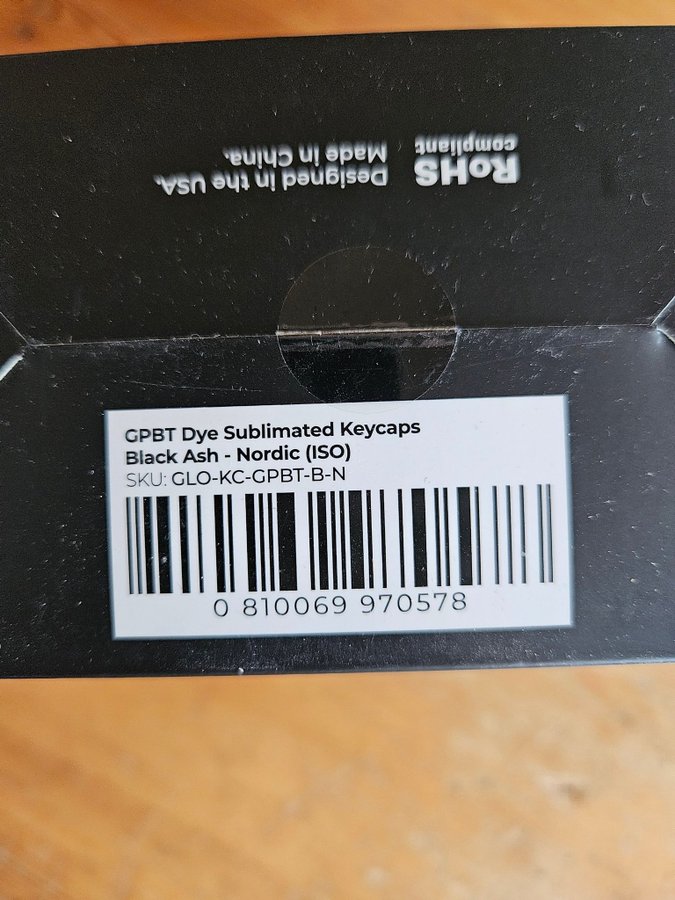 RoHS
compliant
Designed in the USA.
Made in China.
GPBT Dye Sublimated Keycaps
Black Ash - Nordic (ISO)
SKU: GLO-KC-GPBT-B-N
0 810069 970578